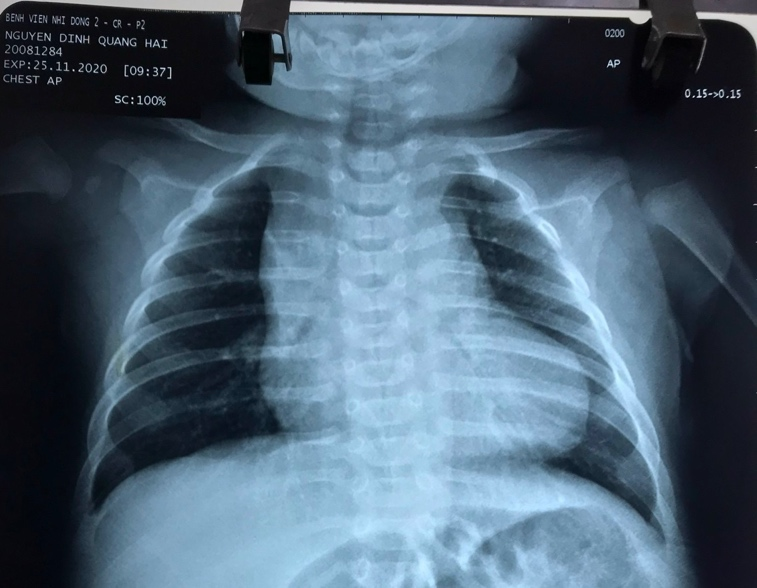 BENH VIEN NHI DONG 2 - CR - P2
NGUYEN DINH QUANG HAI
20081284
EXP:25.11.2020 [09:37]
CHEST AP
SC:100%
0200
AP
0.15->0.15